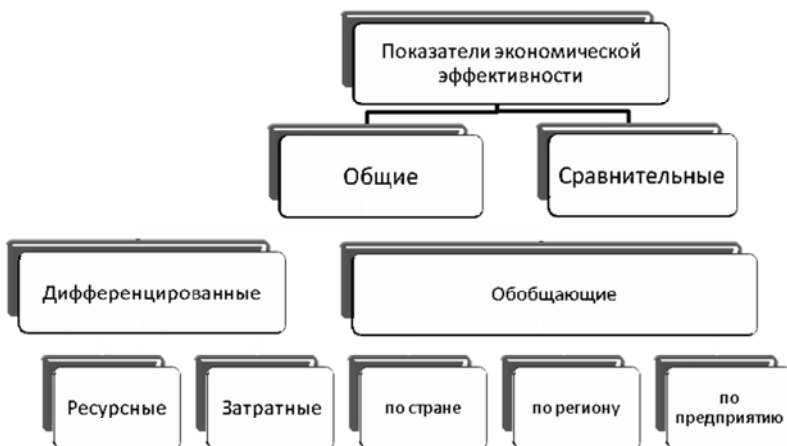 Показатели экономической
эффективности
Общие
Сравнительные
Дифференцированные
Обобщающие
Ресурсные
Затратные
по стране
по региону
по
предприятию